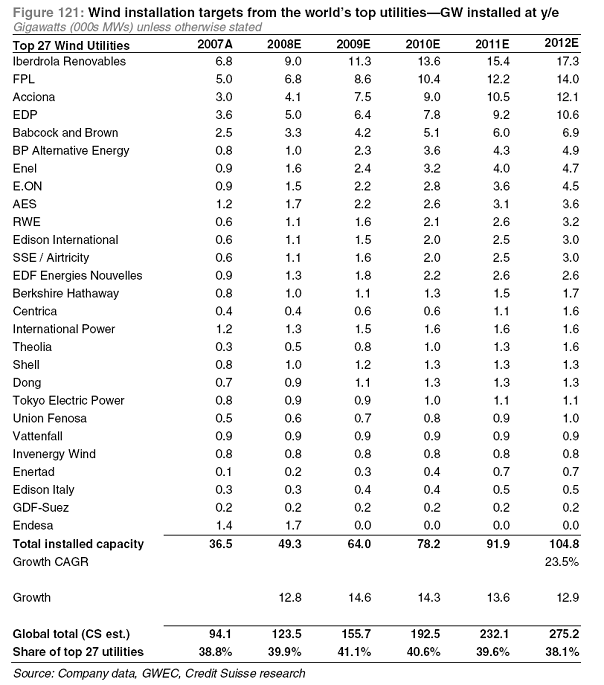 Figure 121: Wind installation targets from the world's top utilities—GW installed at y/e
Gigawatts (000s MWs) unless otherwise stated
Top 27 Wind Utilities 2007A 2008E 2009E 2010E 2011E 2012E
Iberdrola Renovables 6.8 9.0 11.3 13.6 15.4 17.3
FPL 5.0 6.8 8.6 10.4 12.2 14.0
Acciona 3.0 4.1 7.5 9.0 10.5 12.1
EDP 3.6 5.0 6.4 7.8 9.2 10.6
Babcock and Brown 2.5 3.3 4.2 5.1 6.0 6.9
BP Alternative Energy 0.8 1.0 2.3 3.6 4.3 4.9
Enel 0.9 1.6 2.4 3.2 4.0 4.7
E.ON 0.9 1.5 2.2 2.8 3.6 4.5
AES 1.2 1.7 2.2 2.6 3.1 3.6
RWE 0.6 1.1 1.6 2.1 2.6 3.2
Edison International 0.6 1.1 1.5 2.0 2.5 3.0
SSE / Airtricity 0.6 1.1 1.6 2.0 2.5 3.0
EDF Energies Nouvelles 0.9 1.3 1.8 2.2 2.6 2.6
Berkshire Hathaway 0.8 1.0 1.1 1.3 1.5 1.7
Centrica 0.4 0.4 0.6 0.6 1.1 1.6
International Power 1.2 1.3 1.5 1.6 1.6 1.6
Theolia 0.3 0.5 0.8 1.0 1.3 1.6
Shell 0.8 1.0 1.2 1.3 1.3 1.3
Dong 0.7 0.9 1.1 1.3 1.3 1.3
Tokyo Electric Power 0.8 0.9 0.9 1.0 1.1 1.1
Union Fenosa 0.5 0.6 0.7 0.8 0.9 1.0
Vattenfall 0.9 0.9 0.9 0.9 0.9 0.9
Invenergy Wind 0.8 0.8 0.8 0.8 0.8 0.8
Enertad 0.1 0.2 0.3 0.4 0.7 0.7
Edison Italy 0.3 0.3 0.4 0.4 0.5 0.5
GDF-Suez 0.2 0.2 0.2 0.2 0.2 0.2
Endesa 1.4 1.7 0.0 0.0 0.0 0.0
Total installed capacity 36.5 49.3 64.0 78.2 91.9 104.8
Growth CAGR 23.5%
Growth 12.8 14.6 14.3 13.6 12.9
Global total (CS est.) 94.1 123.5 155.7 192.5 232.1 275.2
Share of top 27 utilities 38.8% 39.9% 41.1% 40.6% 39.6% 38.1%
Source: Company data, GWEC, Credit Suisse research